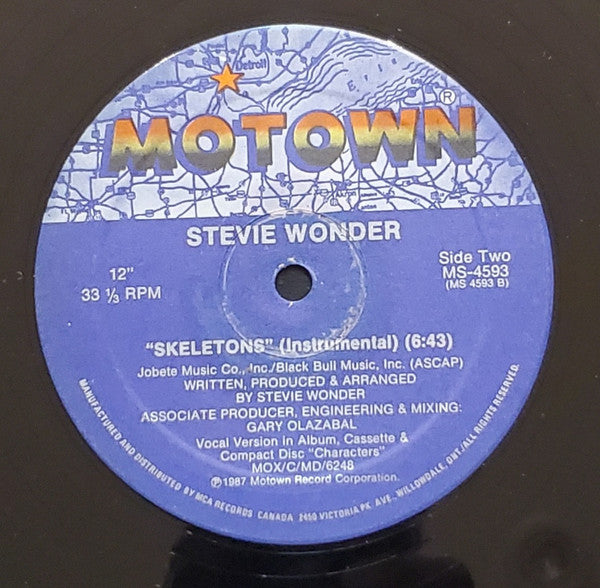 Detroit
Erie
MOTOWN®
STEVIE WONDER
12"
33 ⅓ RPM
Side Two
MS-4593
(MS 4593 B)
"SKELETONS" (Instrumental) (6:43)
Jobete Music Co., Inc./Black Bull Music, Inc. (ASCAP)
WRITTEN, PRODUCED & ARRANGED
BY STEVIE WONDER
ASSOCIATE PRODUCER, ENGINEERING & MIXING:
GARY OLAZABAL
Vocal Version in Album, Cassette &
Compact Disc "Characters"
MOX/C/MD/6248
℗1987 Motown Record Corporation.
MANUFACTURED AND DISTRIBUTED BY MCA RECORDS CANADA 2450 VICTORIA PK. AVE., WILLOWDALE, ONT./ALL RIGHTS RESERVED.